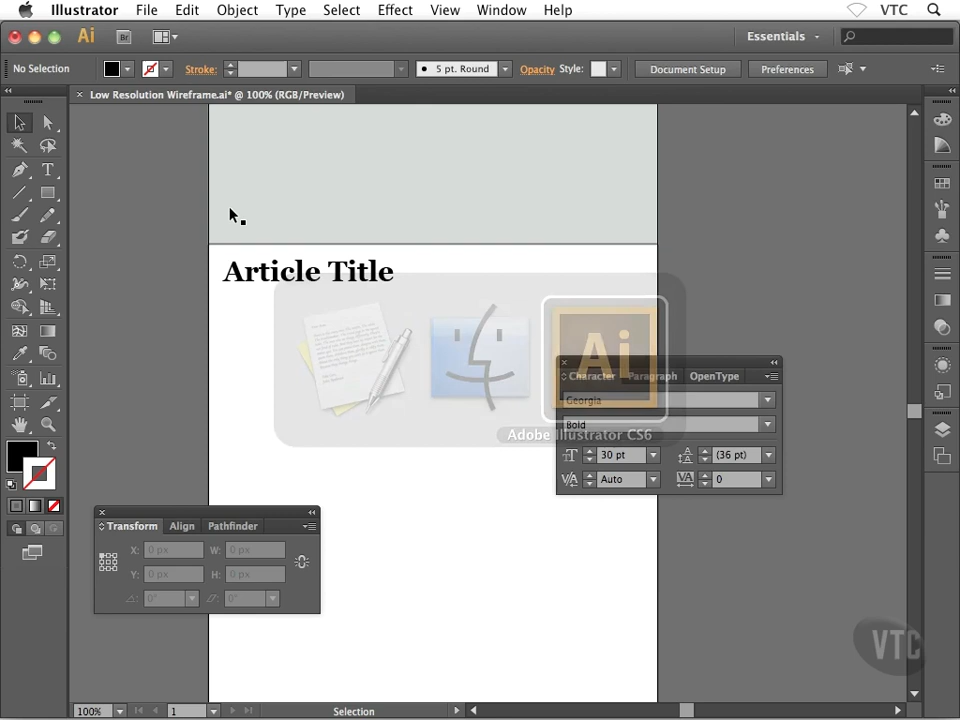 Illustrator File Edit Object Type Select Effect View Window Help VTC
Ai Br Essentials
No Selection Stroke: 5 pt. Round Opacity Style: Document Setup Preferences
Low Resolution Wireframe.ai* @ 100% (RGB/Preview)
Article Title
Ai
Adobe Illustrator CS6
Character Paragraph OpenType
Georgia
Bold
30 pt (36 pt)
Auto 0
Transform Align Pathfinder
X: 0 px W: 0 px
Y: 0 px H: 0 px
0° 0°
VTC
100% 1 Selection